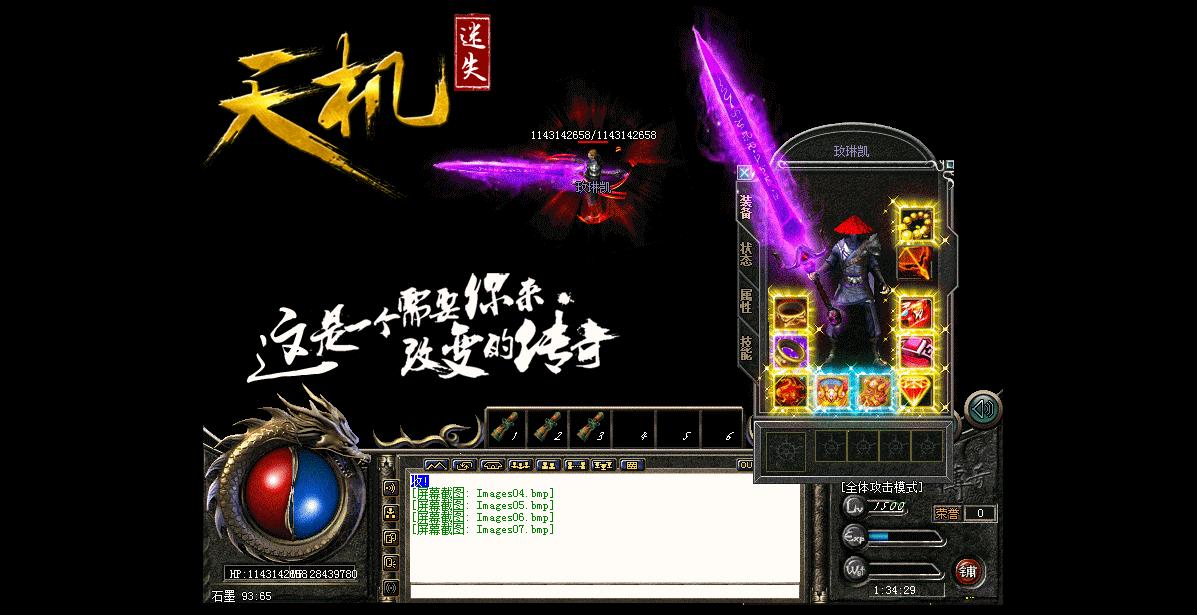 天机
迷失
1143142658/1143142658
玫琳凯
玫琳凯
装备
状态
属性
技能
这是一个需要你来
改变的传奇
1
2
3
4
5
6
[屏幕截图: Images04.bmp]
[屏幕截图: Images05.bmp]
[屏幕截图: Images06.bmp]
[屏幕截图: Images07.bmp]
[全体攻击模式]
Lv 1500
荣誉 0
Exp
Wgt
铺
1:34:29
石墨 93:65